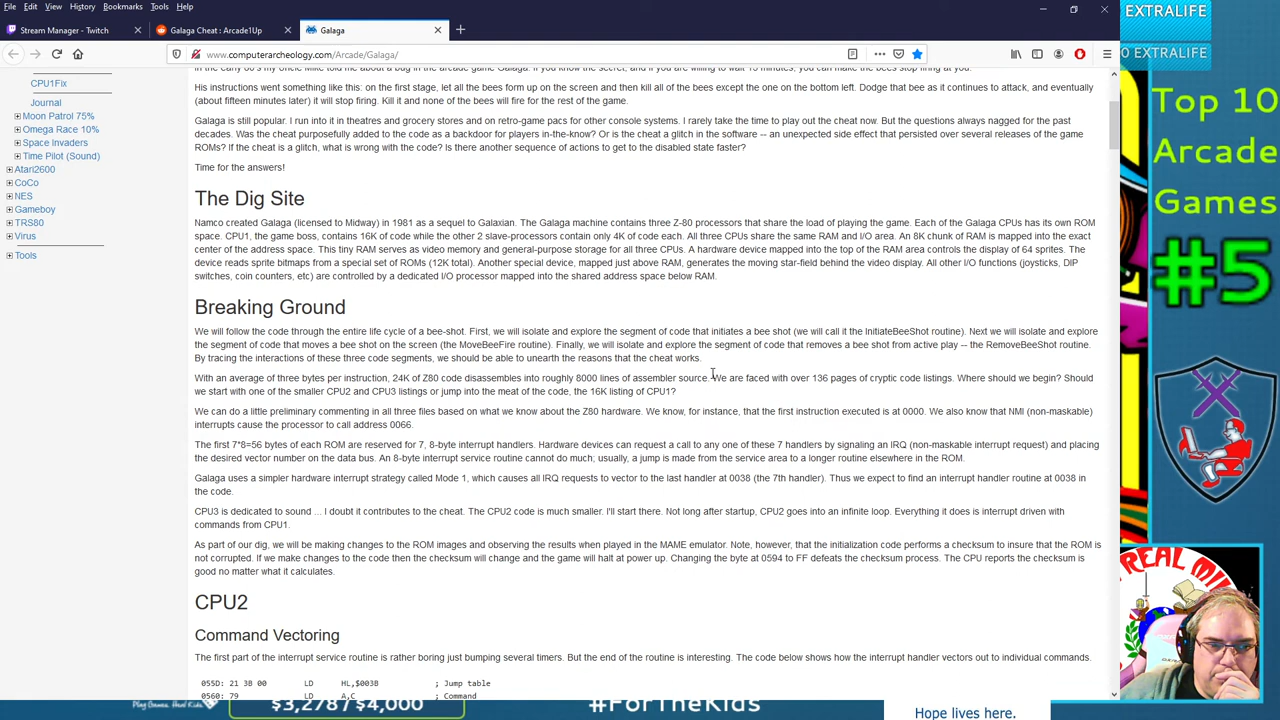 File Edit View History Bookmarks Tools Help
Stream Manager - Twitch
Galaga Cheat : Arcade1Up
Galaga
www.computerarcheology.com/Arcade/Galaga/
EXTRALIFE
0 EXTRALIFE
Top 10
Arcade
Games
#5
CPU1Fix
Journal
Moon Patrol 75%
Omega Race 10%
Space Invaders
Time Pilot (Sound)
Atari2600
CoCo
NES
Gameboy
TRS80
Virus
Tools
His instructions went something like this: on the first stage, let all the bees form up on the screen and then kill all of the bees except the one on the bottom left. Dodge that bee as it continues to attack, and eventually
(about fifteen minutes later) it will stop firing. Kill it and none of the bees will fire for the rest of the game.
Galaga is still popular. I run into it in theatres and grocery stores and on retro-game pacs for other console systems. I rarely take the time to play out the cheat now. But the questions always nagged for the past
decades. Was the cheat purposefully added to the code as a backdoor for players in-the-know? Or is the cheat a glitch in the software -- an unexpected side effect that persisted over several releases of the game
ROMs? If the cheat is a glitch, what is wrong with the code? Is there another sequence of actions to get to the disabled state faster?
Time for the answers!
The Dig Site
Namco created Galaga (licensed to Midway) in 1981 as a sequel to Galaxian. The Galaga machine contains three Z-80 processors that share the load of playing the game. Each of the Galaga CPUs has its own ROM
space. CPU1, the game boss, contains 16K of code while the other 2 slave-processors contain only 4K of code each. All three CPUs share the same RAM and I/O area. An 8K chunk of RAM is mapped into the exact
center of the address space. This tiny RAM serves as video memory and general-purpose storage for all three CPUs. A hardware device mapped into the top of the RAM area controls the display of 64 sprites. The
device reads sprite bitmaps from a special set of ROMs (12K total). Another special device, mapped just above RAM, generates the moving star-field behind the video display. All other I/O functions (joysticks, DIP
switches, coin counters, etc) are controlled by a dedicated I/O processor mapped into the shared address space below RAM.
Breaking Ground
We will follow the code through the entire life cycle of a bee-shot. First, we will isolate and explore the segment of code that initiates a bee shot (we will call it the InitiateBeeShot routine). Next we will isolate and explore
the segment of code that moves a bee shot on the screen (the MoveBeeFire routine). Finally, we will isolate and explore the segment of code that removes a bee shot from active play -- the RemoveBeeShot routine.
By tracing the interactions of these three code segments, we should be able to unearth the reasons that the cheat works.
With an average of three bytes per instruction, 24K of Z80 code disassembles into roughly 8000 lines of assembler source. We are faced with over 136 pages of cryptic code listings. Where should we begin? Should
we start with one of the smaller CPU2 and CPU3 listings or jump into the meat of the code, the 16K listing of CPU1?
We can do a little preliminary commenting in all three files based on what we know about the Z80 hardware. We know, for instance, that the first instruction executed is at 0000. We also know that NMI (non-maskable)
interrupts cause the processor to call address 0066.
The first 7*8=56 bytes of each ROM are reserved for 7, 8-byte interrupt handlers. Hardware devices can request a call to any one of these 7 handlers by signaling an IRQ (non-maskable interrupt request) and placing
the desired vector number on the data bus. An 8-byte interrupt service routine cannot do much; usually, a jump is made from the service area to a longer routine elsewhere in the ROM.
Galaga uses a simpler hardware interrupt strategy called Mode 1, which causes all IRQ requests to vector to the last handler at 0038 (the 7th handler). Thus we expect to find an interrupt handler routine at 0038 in
the code.
CPU3 is dedicated to sound ... I doubt it contributes to the cheat. The CPU2 code is much smaller. I'll start there. Not long after startup, CPU2 goes into an infinite loop. Everything it does is interrupt driven with
commands from CPU1.
As part of our dig, we will be making changes to the ROM images and observing the results when played in the MAME emulator. Note, however, that the initialization code performs a checksum to insure that the ROM is
not corrupted. If we make changes to the code then the checksum will change and the game will halt at power up. Changing the byte at 0594 to FF defeats the checksum process. The CPU reports the checksum is
good no matter what it calculates.
CPU2
Command Vectoring
The first part of the interrupt service routine is rather boring just bumping several timers. But the end of the routine is interesting. The code below shows how the interrupt handler vectors out to individual commands.
055D: 21 38 00 LD HL,$0038 ; Jump table
0560: 79 LD A,C ; Command
$3,278 / $4,000
#ForTheKids
Hope lives here.